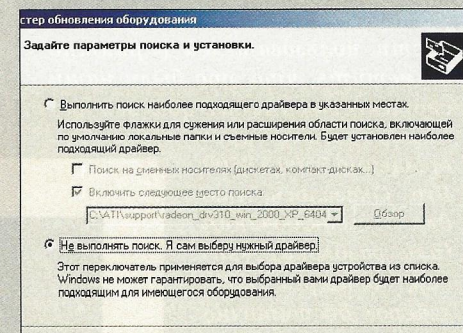 стер обновления оборудования
Задайте параметры поиска и установки.
Выполнить поиск наиболее подходящего драйвера в указанных местах.
Используйте флажки для сужения или расширения области поиска, включающей
по умолчанию локальные папки и съемные носители. Будет установлен наиболее
подходящий драйвер.
Поиск на сменных носителях (дискетах, компакт-дисках...)
Включить следующее место поиска:
C:\ATI\support\radeon_drv310_win_2000_XP_6404
Обзор
Не выполнять поиск. Я сам выберу нужный драйвер.
Этот переключатель применяется для выбора драйвера устройства из списка.
Windows не может гарантировать, что выбранный вами драйвер будет наиболее
подходящим для имеющегося оборудования.